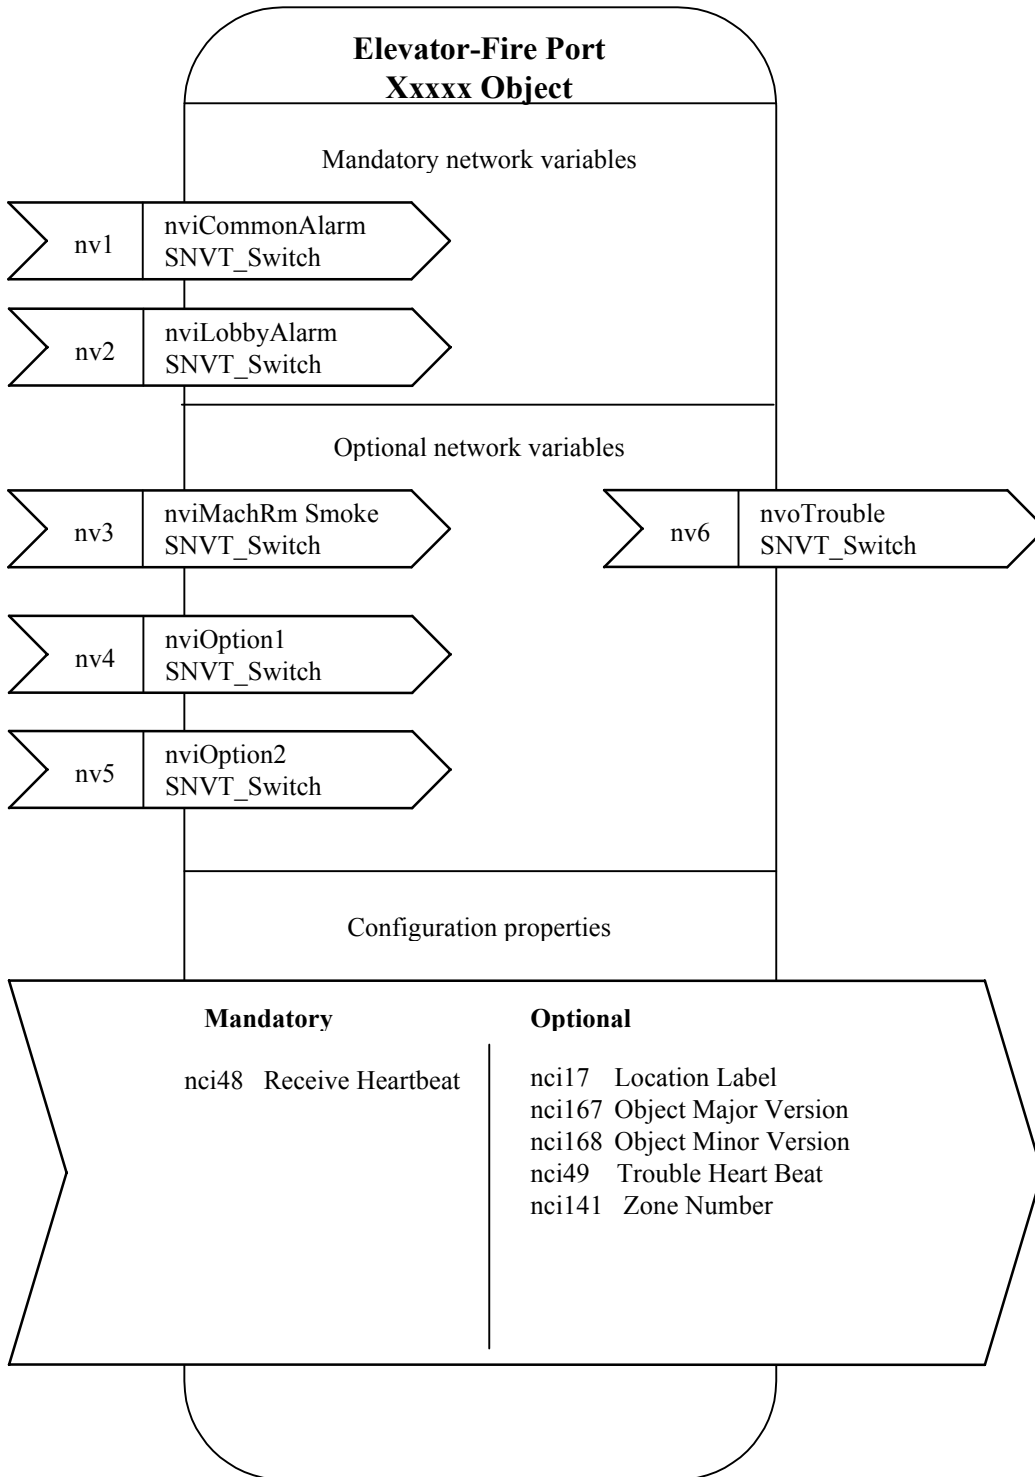 Elevator-Fire Port
Xxxxx Object
Mandatory network variables
nv1
nviCommonAlarm
SNVT_Switch
nv2
nviLobbyAlarm
SNVT_Switch
Optional network variables
nv3
nviMachRm Smoke
SNVT_Switch
nv6
nvoTrouble
SNVT_Switch
nv4
nviOption1
SNVT_Switch
nv5
nviOption2
SNVT_Switch
Configuration properties
Mandatory
nci48 Receive Heartbeat
Optional
nci17 Location Label
nci167 Object Major Version
nci168 Object Minor Version
nci49 Trouble Heart Beat
nci141 Zone Number